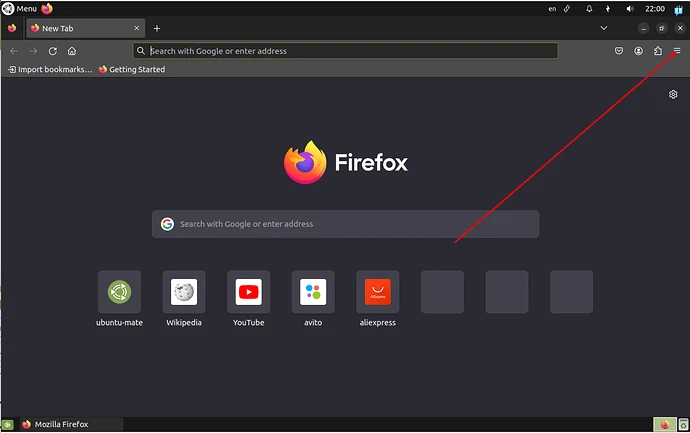 Menu
en
22:00
New Tab
Search with Google or enter address
Import bookmarks...
Getting Started
Firefox
Search with Google or enter address
AliExpress
ubuntu-mate
Wikipedia
YouTube
avito
aliexpress
Mozilla Firefox